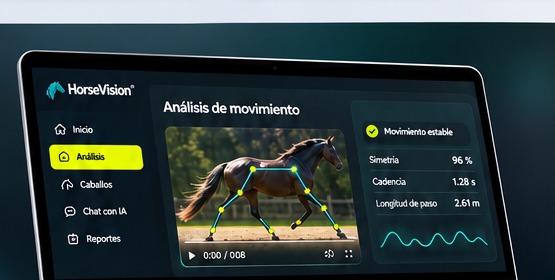 HorseVision®
Inicio
Análisis
Caballos
Chat con IA
Reportes
Análisis de movimiento
0:00 / 008
Movimiento estable
Simetria 96 %
Cadencia 1.28 s
Longitud de paso 2.61 m